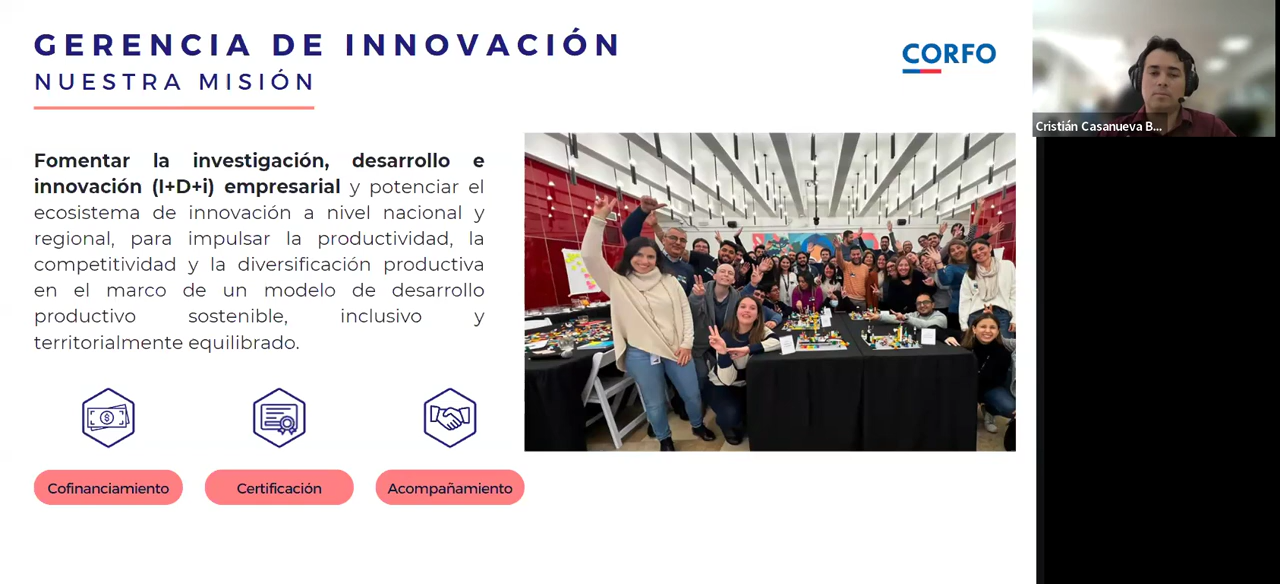 GERENCIA DE INNOVACIÓN
NUESTRA MISIÓN
CORFO
Cristián Casanueva B...
Fomentar la investigación, desarrollo e
innovación (I+D+i) empresarial y potenciar el
ecosistema de innovación a nivel nacional y
regional, para impulsar la productividad, la
competitividad y la diversificación productiva
en el marco de un modelo de desarrollo
productivo sostenible, inclusivo y
territorialmente equilibrado.
Cofinanciamiento
Certificación
Acompañamiento